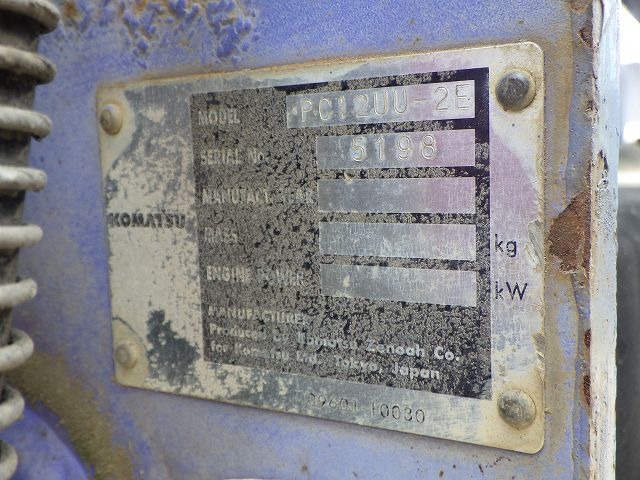 MODEL PC12UU-2E
SERIAL No. 5198
MANUFACT. YEAR
KOMATSU
MASS kg
ENGINE POWER kW
MANUFACTURER
Produced by Komatsu Zenoah Co.
for Komatsu Ltd., Tokyo, Japan
09601 10030